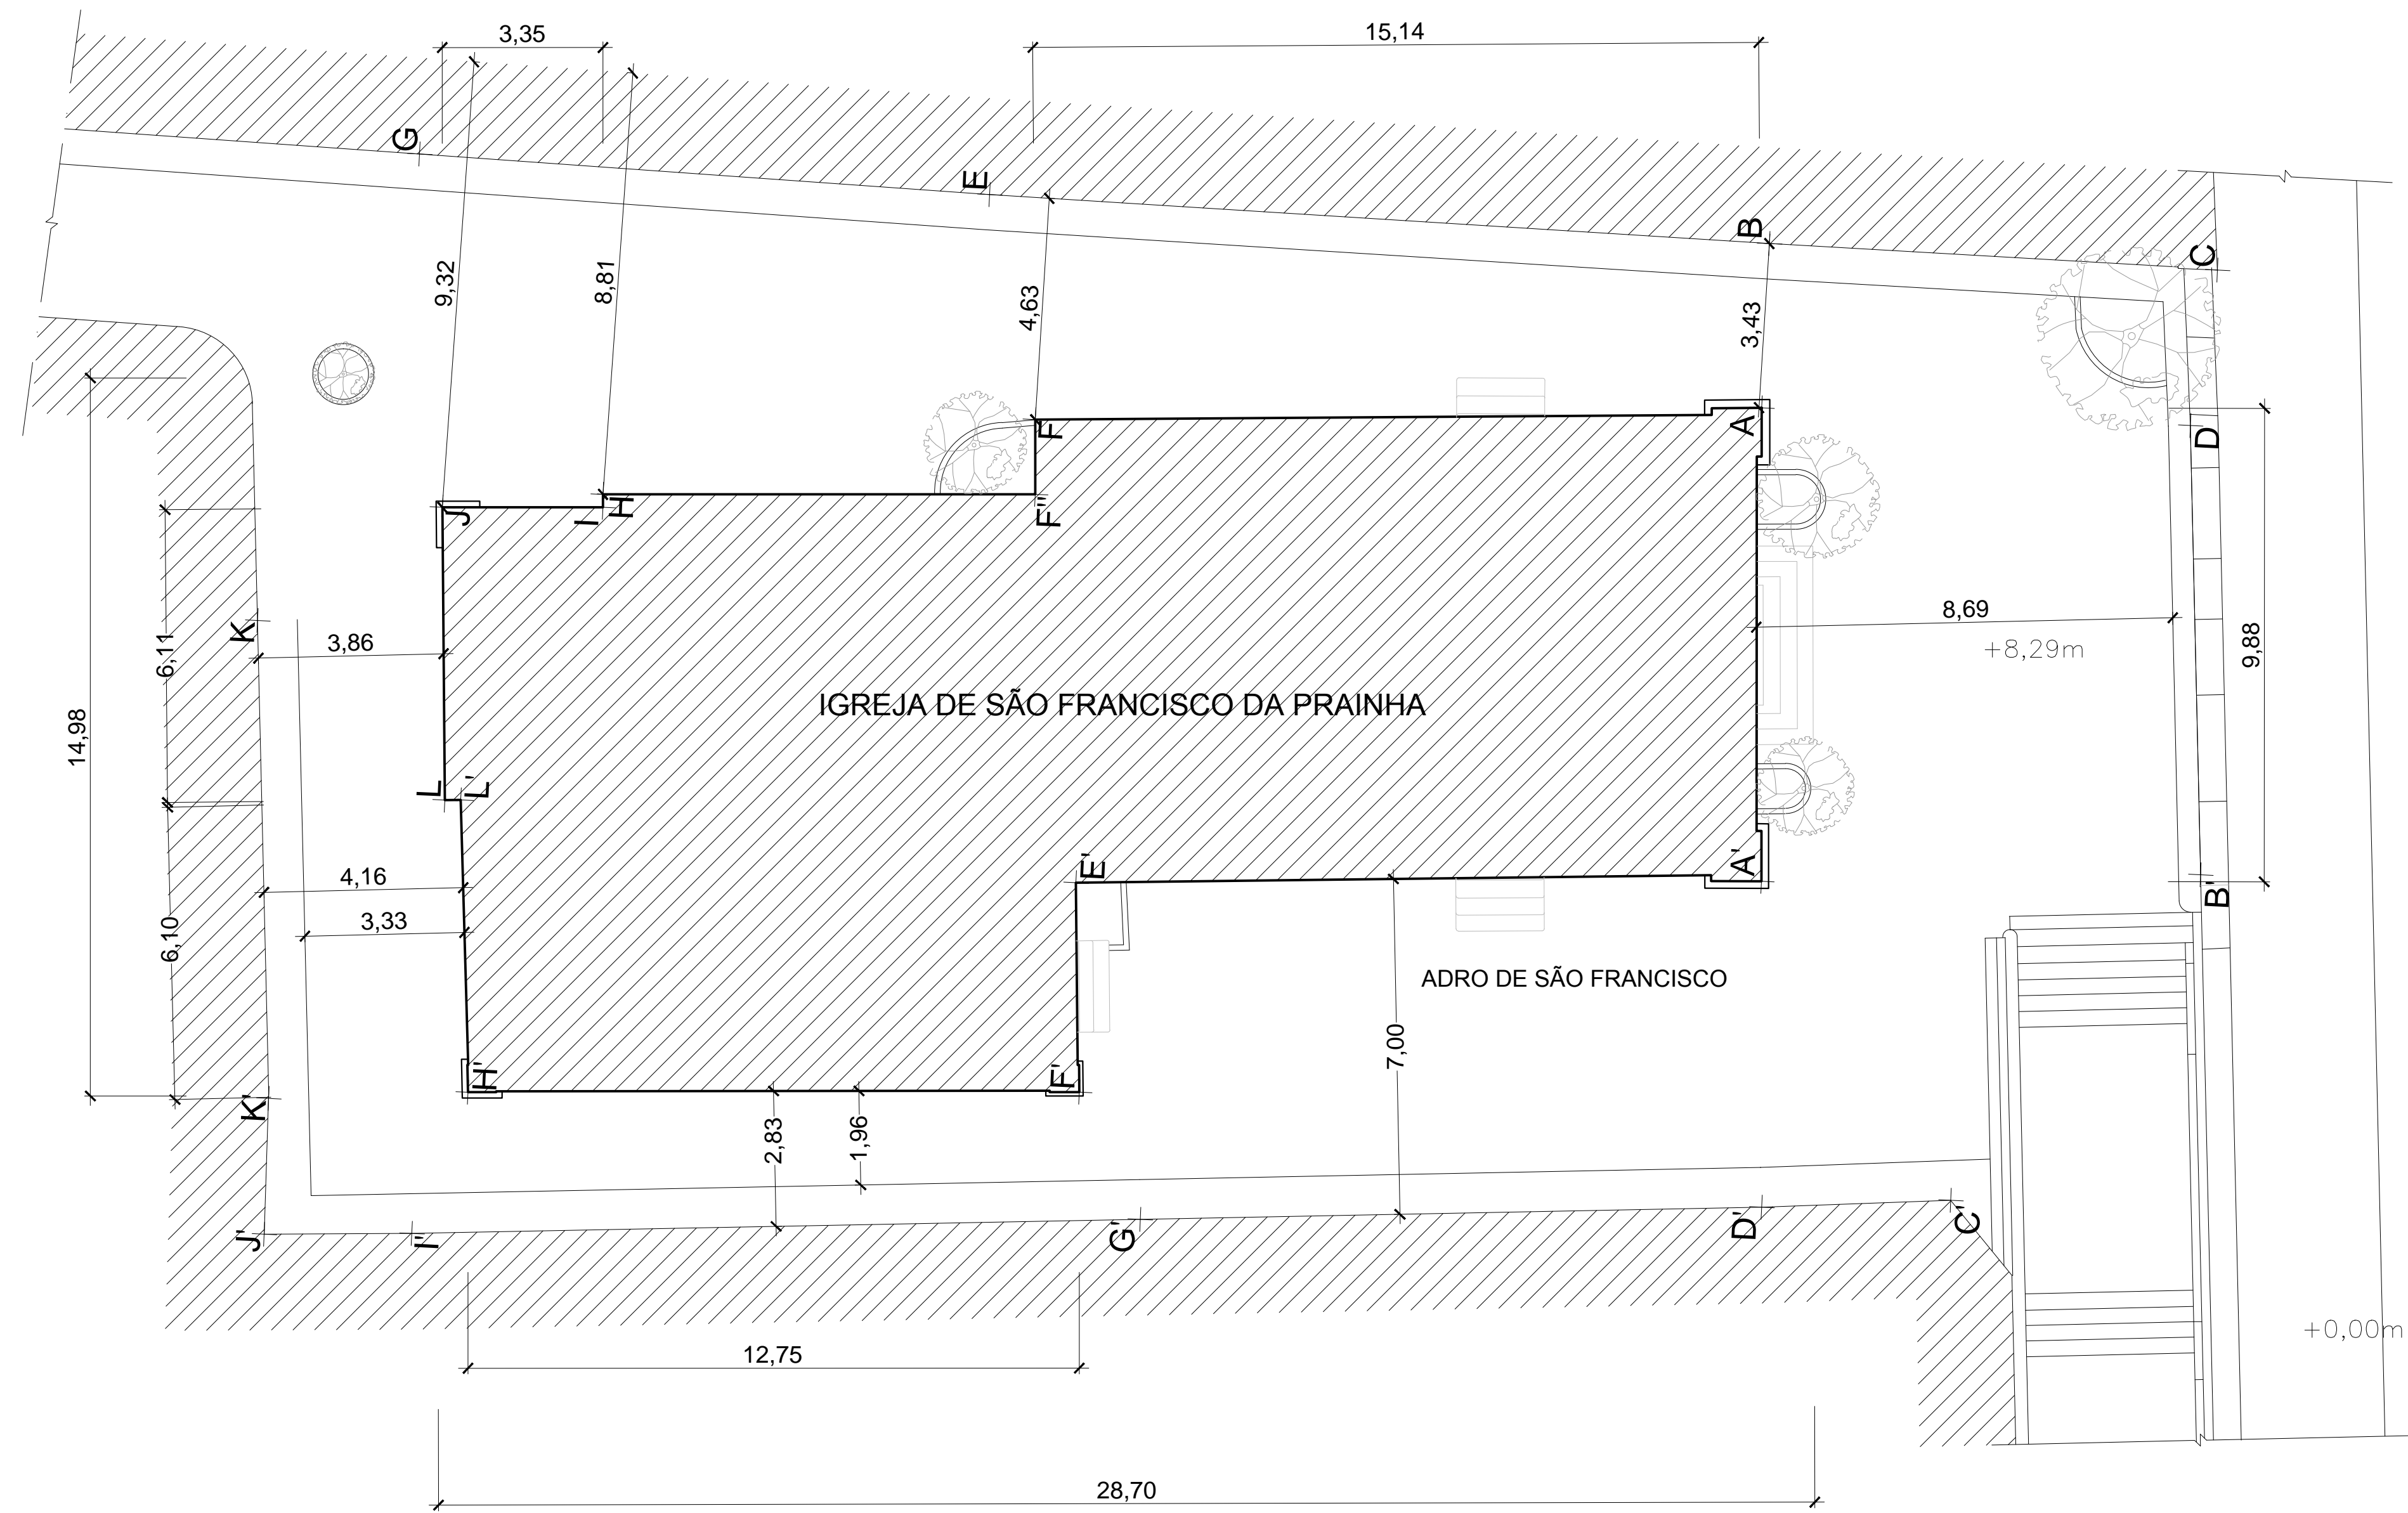 3,35
15,14
G
E
B
C
9,32
8,81
4,63
3,43
F
A
D
J
I
H
F"
K
3,86
6,11
8,69
+8,29m
9,88
14,98
IGREJA DE SÃO FRANCISCO DA PRAINHA
L
L'
E'
A'
B'
4,16
3,33
6,10
ADRO DE SÃO FRANCISCO
7,00
H'
F'
K'
2,83
1,96
J'
I'
G'
D'
C'
+0,00m
12,75
28,70